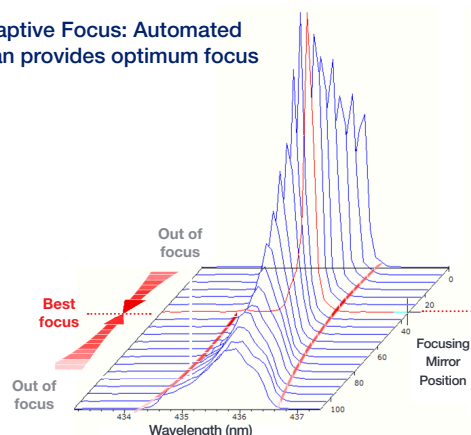 aptive Focus: Automated
an provides optimum focus
Out of
focus
Best
focus
Out of
focus
0
20
40
60
80
100
Focusing
Mirror
Position
434
435
436
437
Wavelength (nm)